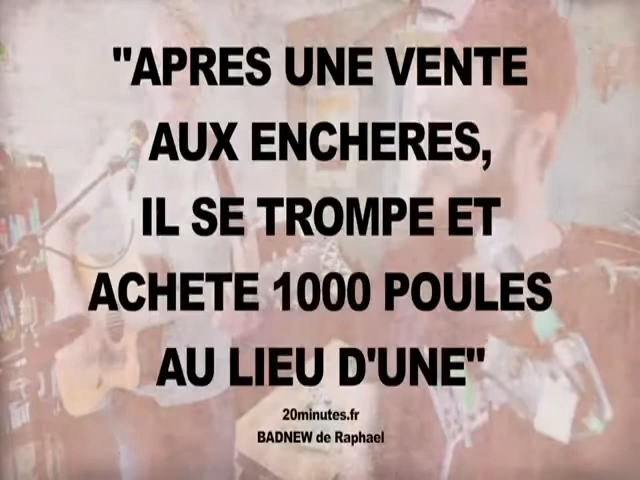 "APRES UNE VENTE
AUX ENCHERES,
IL SE TROMPE ET
ACHETE 1000 POULES
AU LIEU D'UNE"
20minutes.fr
BADNEW de Raphael